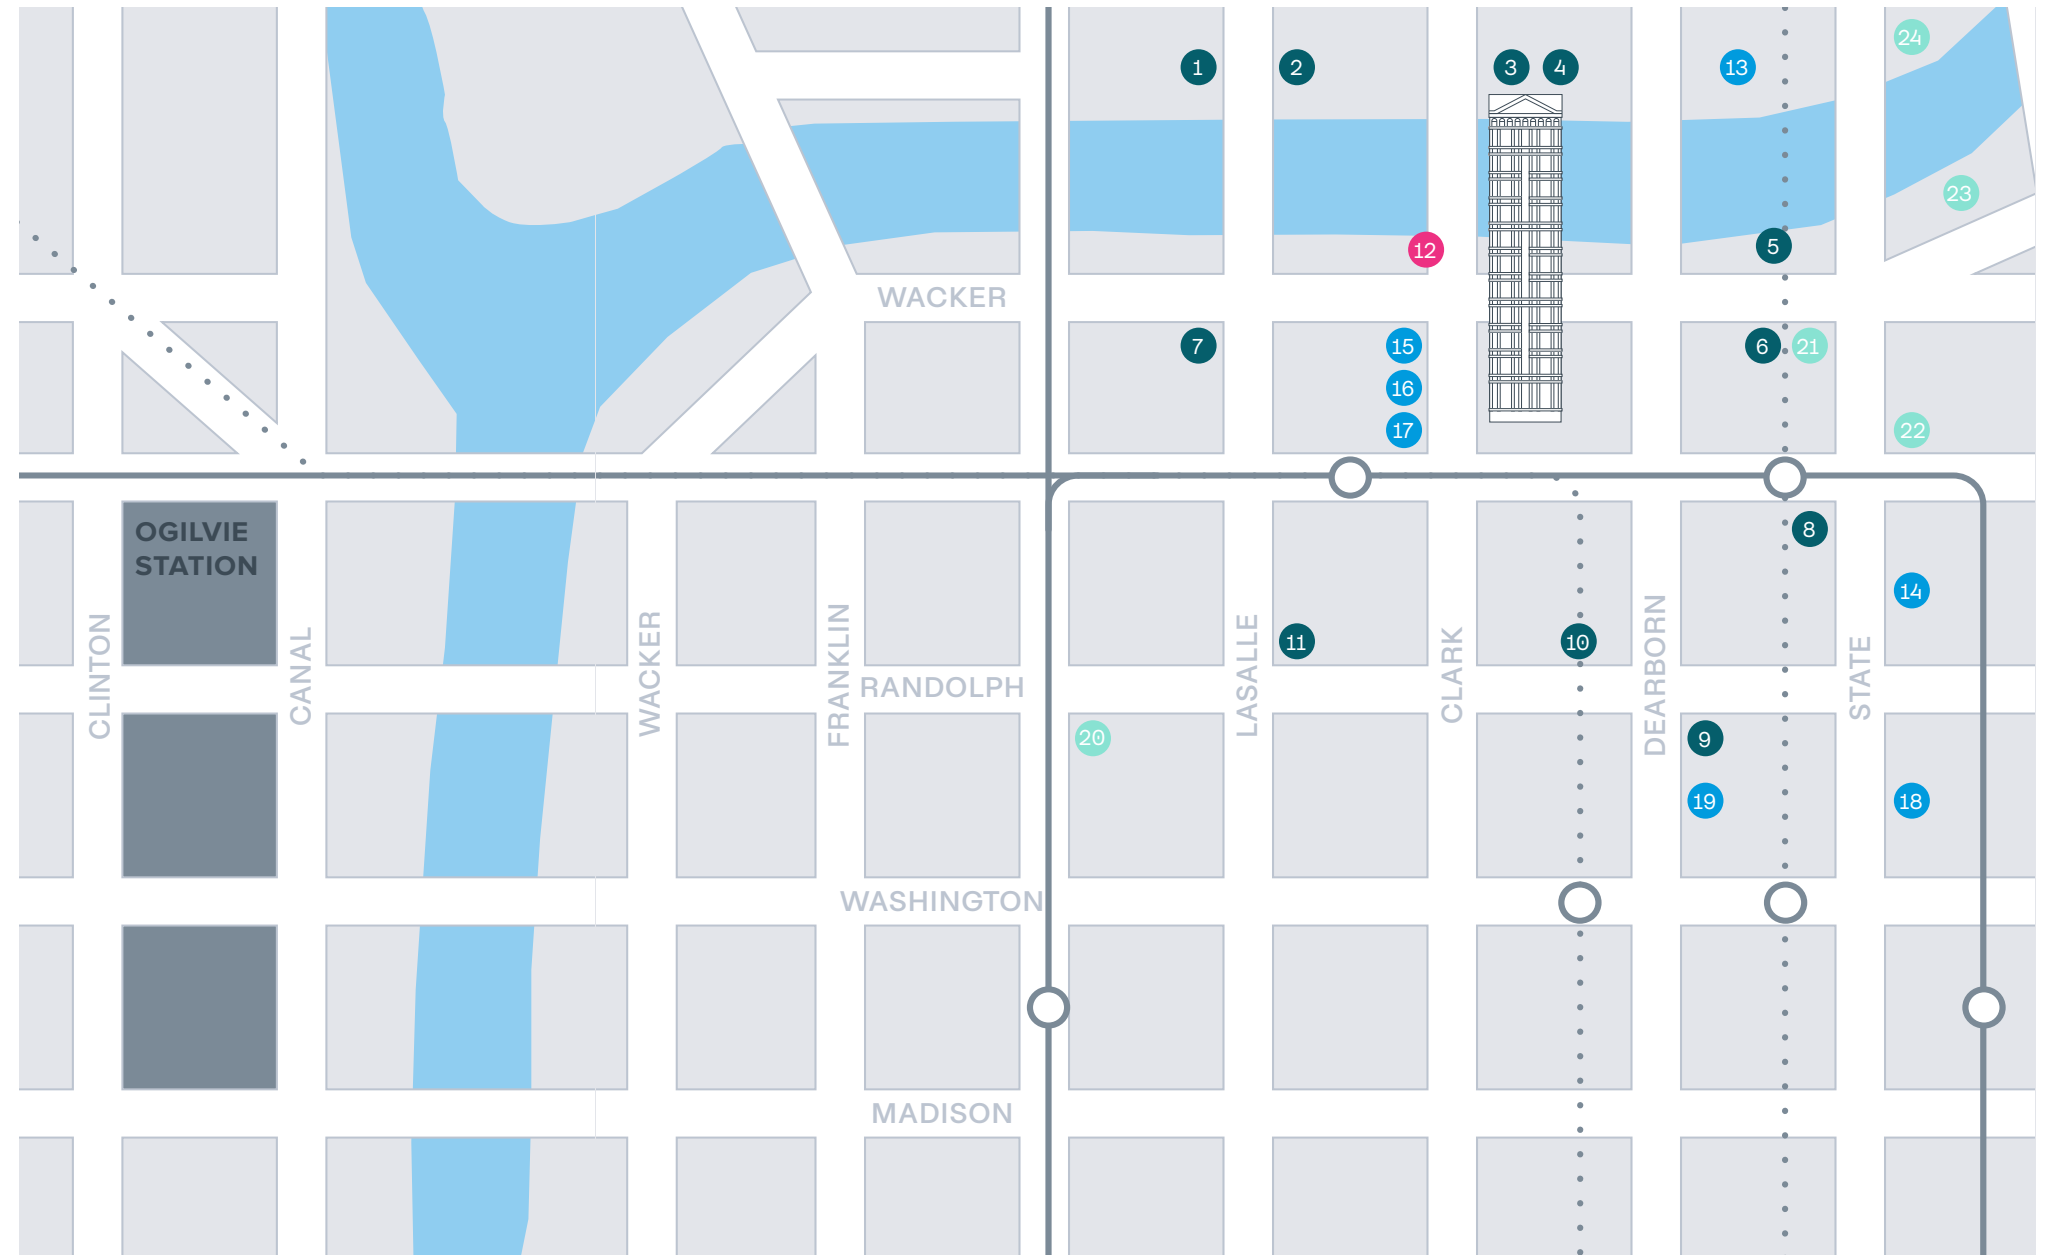 24
1
2
3
4
13
23
12
5
WACKER
7
15
6
21
16
17
22
OGILVIE
STATION
8
14
11
10
CLINTON
CANAL
WACKER
FRANKLIN
RANDOLPH
LASALLE
CLARK
DEARBORN
STATE
20
9
19
18
WASHINGTON
MADISON